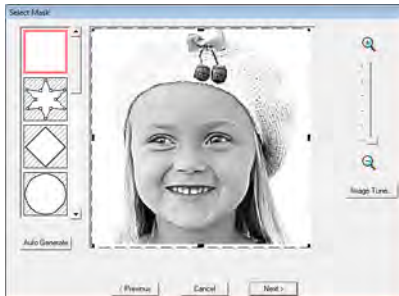 Select Mask
Image Tune...
Auto Generate
< Previous
Cancel
Next >